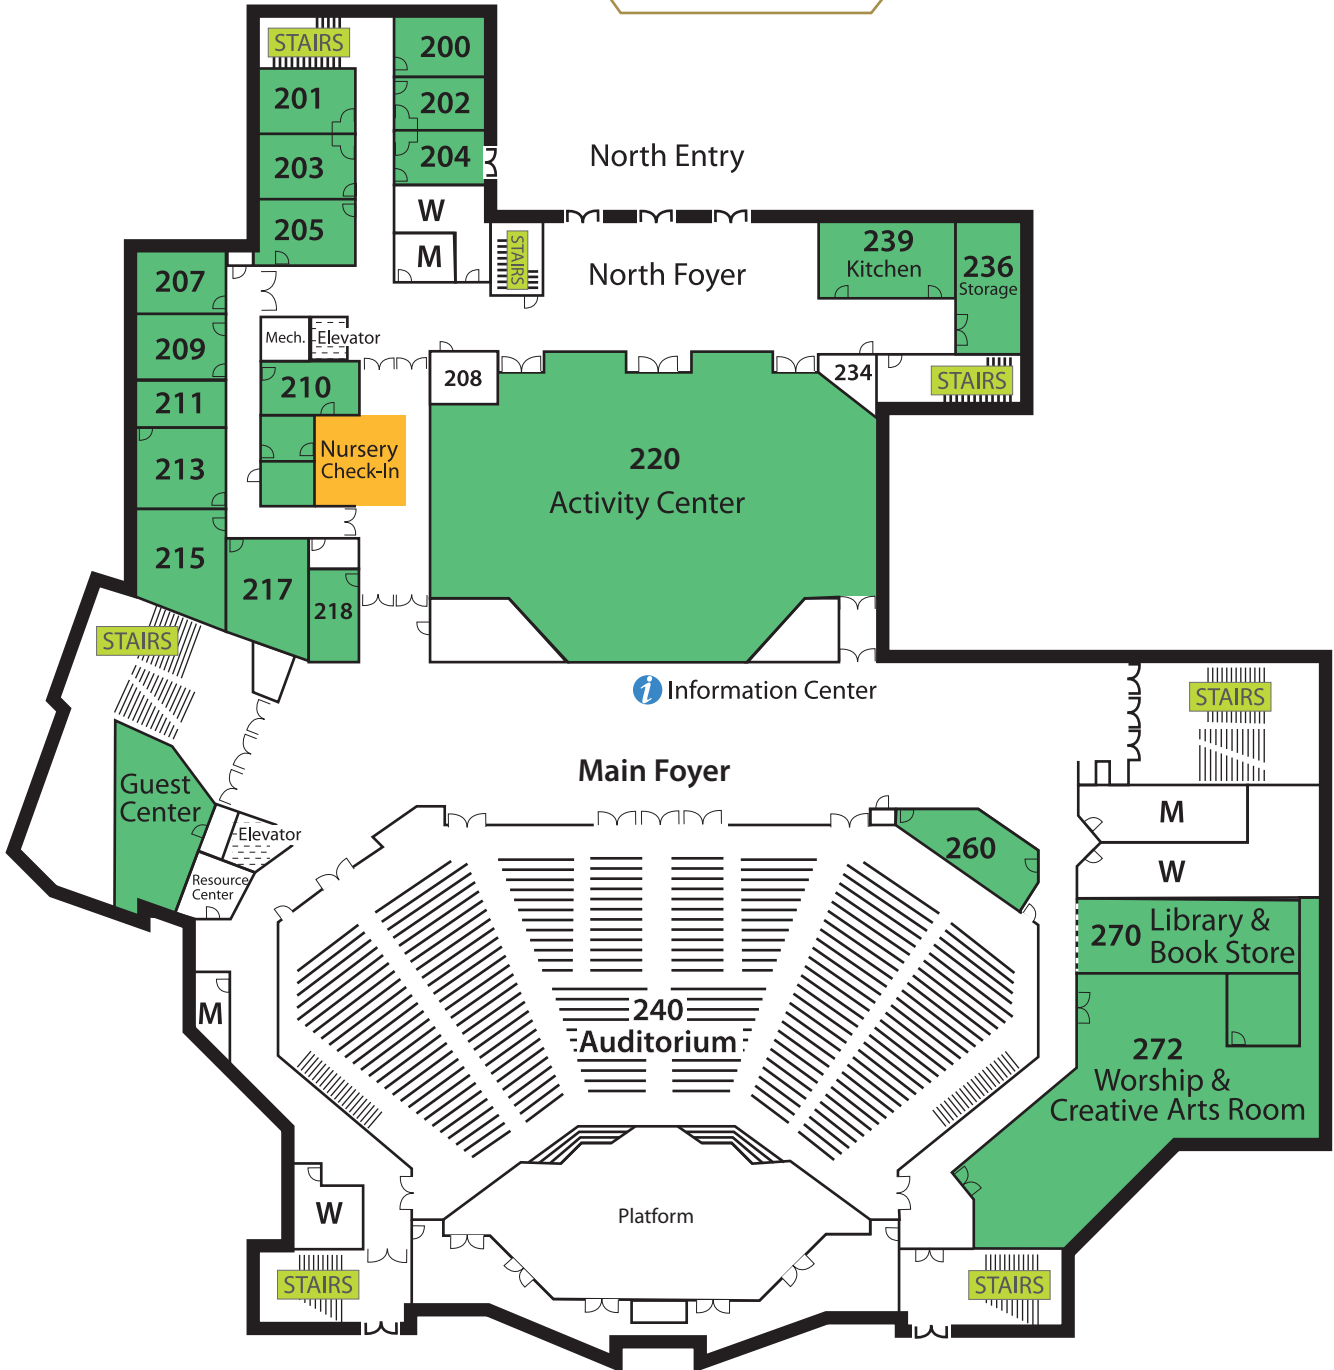 STAIRS
200
201
202
203
204
205
North Entry
W
M
STAIRS
North Foyer
239
Kitchen
236
Storage
207
209
211
213
215
Mech.
Elevator
210
Nursery
Check-In
208
234
STAIRS
220
Activity Center
217
218
STAIRS
i Information Center
STAIRS
Main Foyer
Guest
Center
Elevator
Resource
Center
M
W
260
270 Library &
Book Store
M
240
Auditorium
272
Worship &
Creative Arts Room
W
Platform
STAIRS
STAIRS